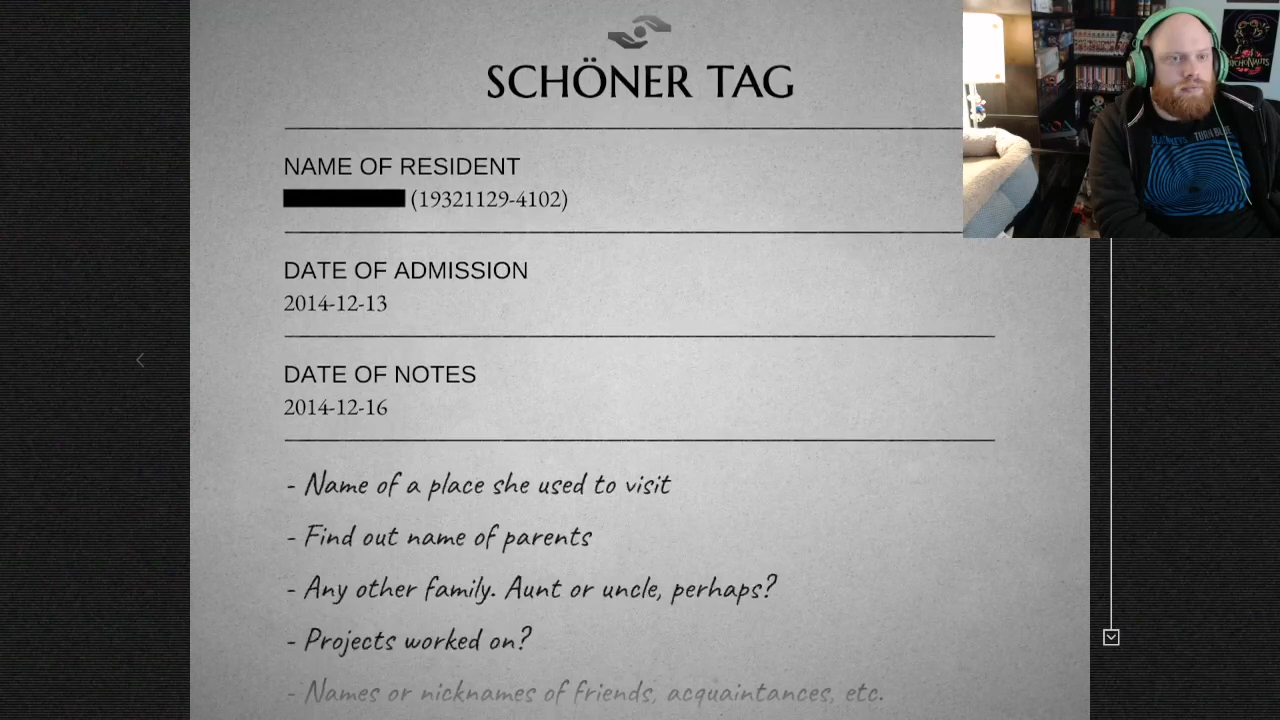 SCHÖNER TAG
NAME OF RESIDENT
(19321129-4102)
DATE OF ADMISSION
2014-12-13
DATE OF NOTES
2014-12-16
- Name of a place she used to visit
- Find out name of parents
- Any other family. Aunt or uncle, perhaps?
- Projects worked on?
- Names or nicknames of friends, acquaintances, etc.
TURN BLUE